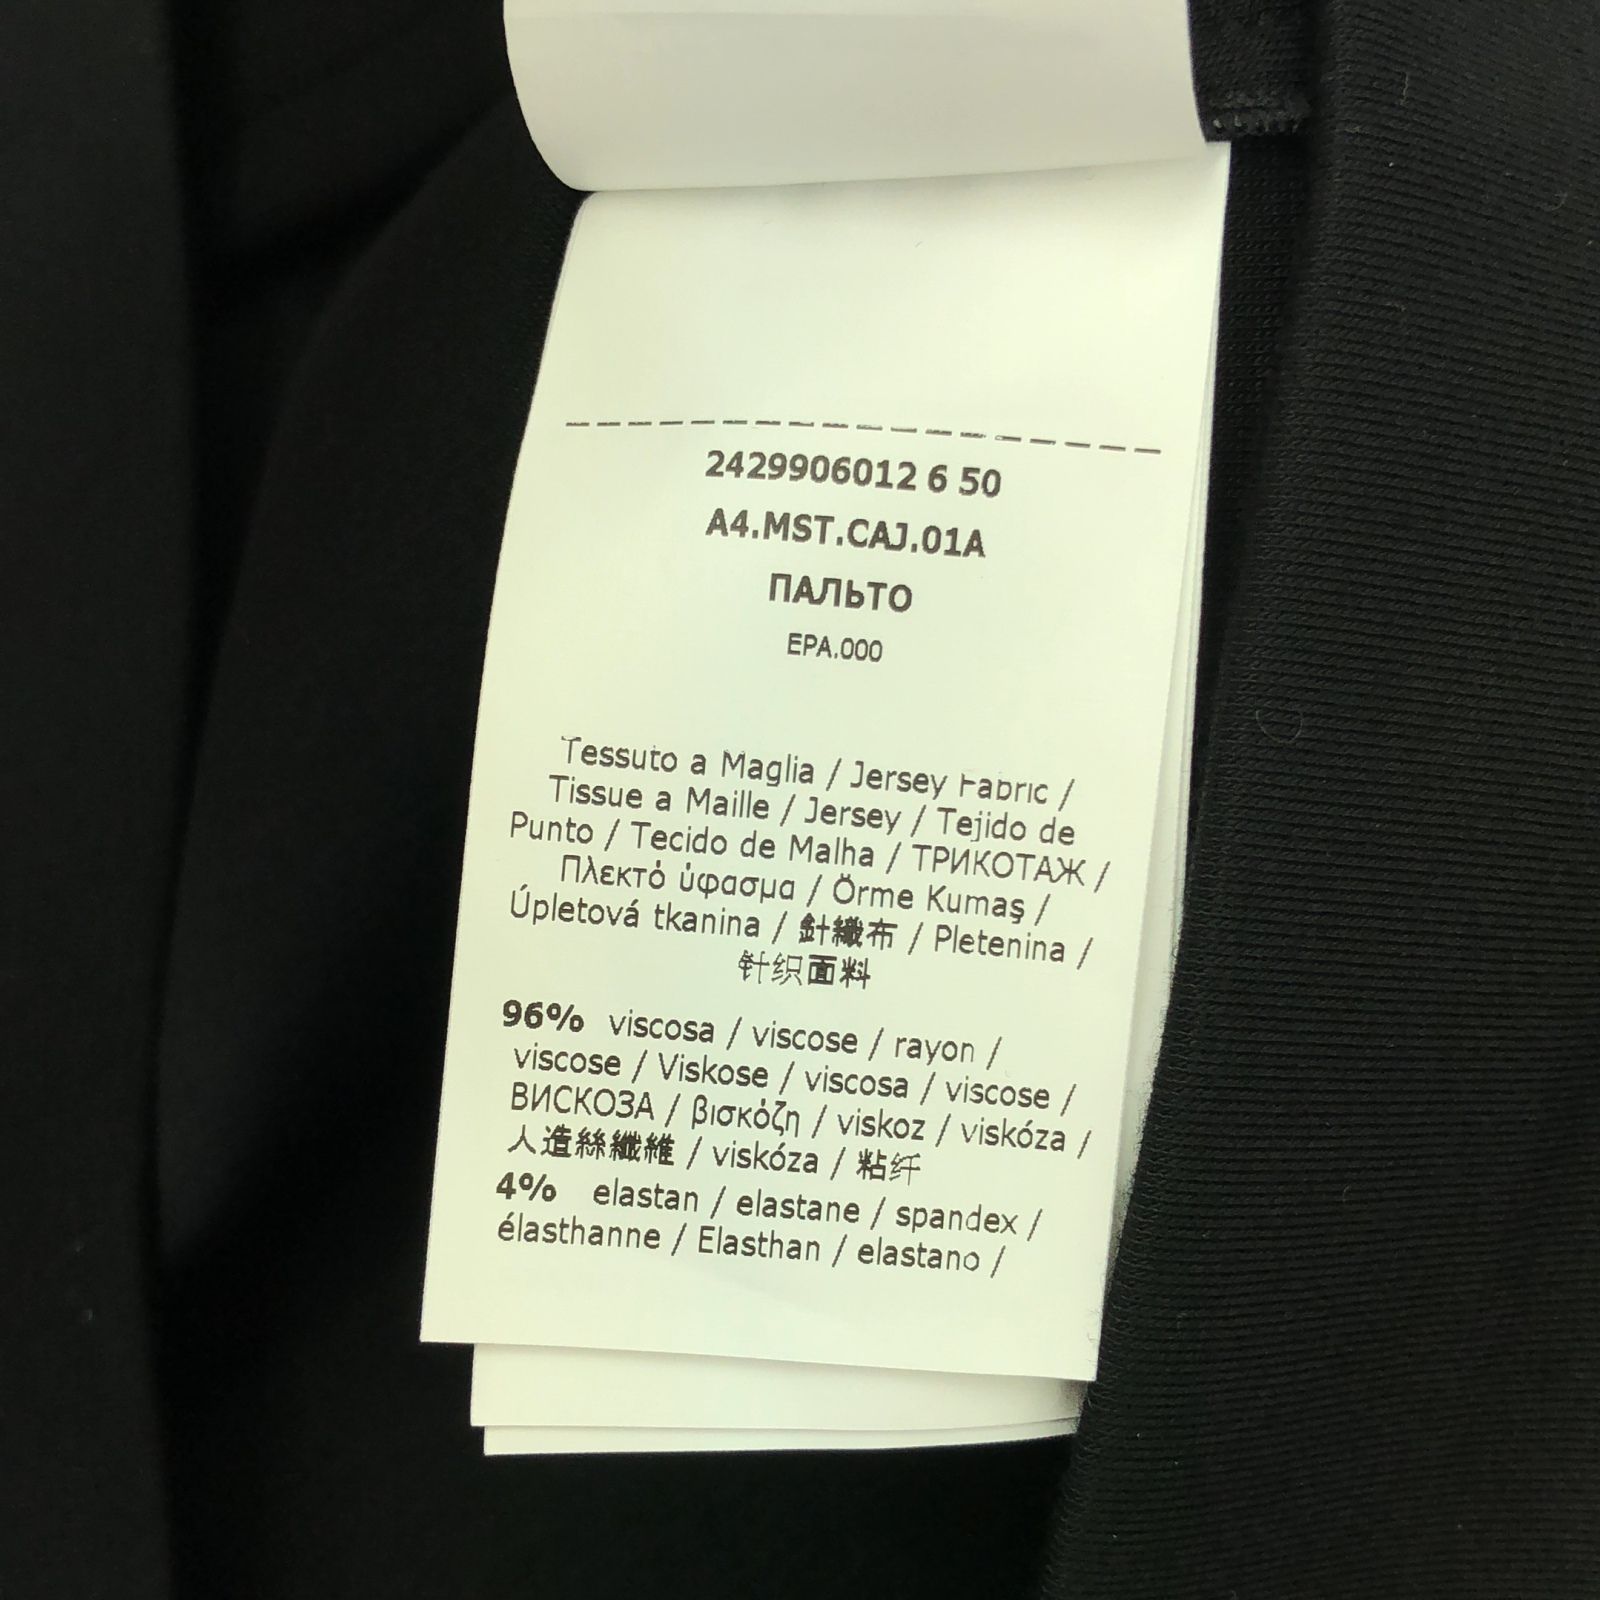 2429906012 6 50
A4.MST.CAJ.01A
ПАЛЬТО
EPA.000
Tessuto a Maglia / Jersey Fabric /
Tissue a Maille / Jersey / Tejido de
Punto / Tecido de Malha / ТРИКОТАЖ /
Πλεκτό ύφασμα / Örme Kumaş /
Úpletová tkanina / 針織布 / Pletenina /
针织面料
96% viscosa / viscose / rayon /
viscose / Viskose / viscosa / viscose /
ВИСКОЗА / βισκόζη / viskoz / viskóza /
人造絲纖維 / viskóza / 粘纤
4% elastan / elastane / spandex /
élasthanne / Elasthan / elastano /